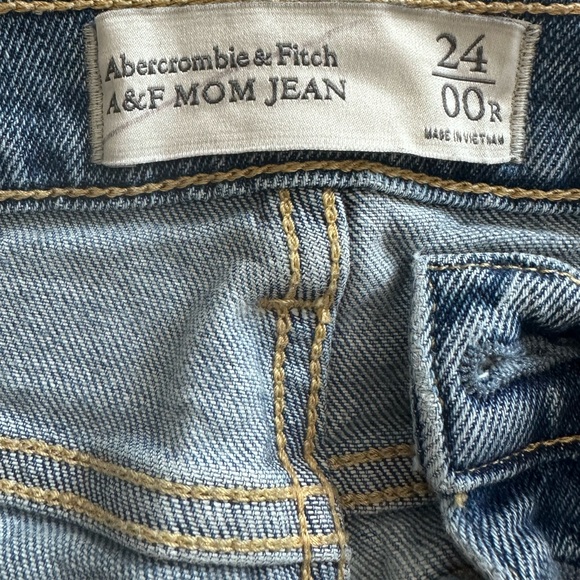 Abercrombie & Fitch
A&F MOM JEAN
24
00R
MADE IN VIETNAM